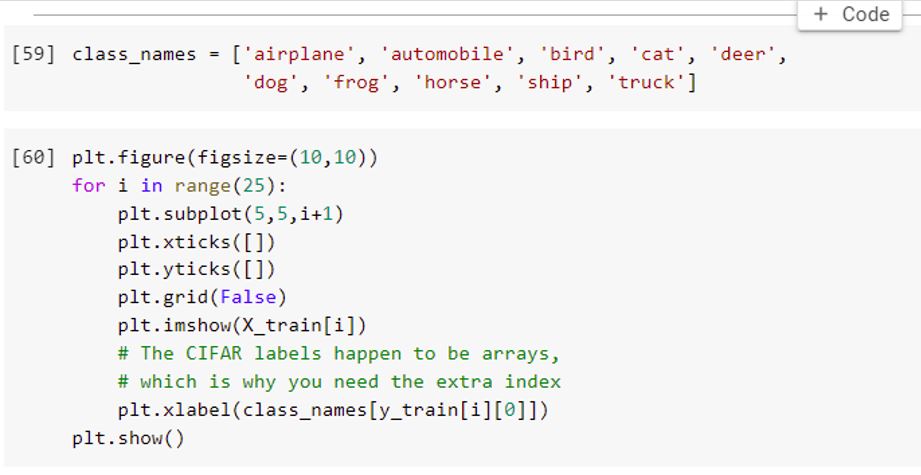 + Code
[59] class_names = ['airplane', 'automobile', 'bird', 'cat', 'deer',
'dog', 'frog', 'horse', 'ship', 'truck']
[60] plt.figure(figsize=(10,10))
for i in range(25):
plt.subplot(5,5,i+1)
plt.xticks([])
plt.yticks([])
plt.grid(False)
plt.imshow(X_train[i])
# The CIFAR labels happen to be arrays,
# which is why you need the extra index
plt.xlabel(class_names[y_train[i][0]])
plt.show()